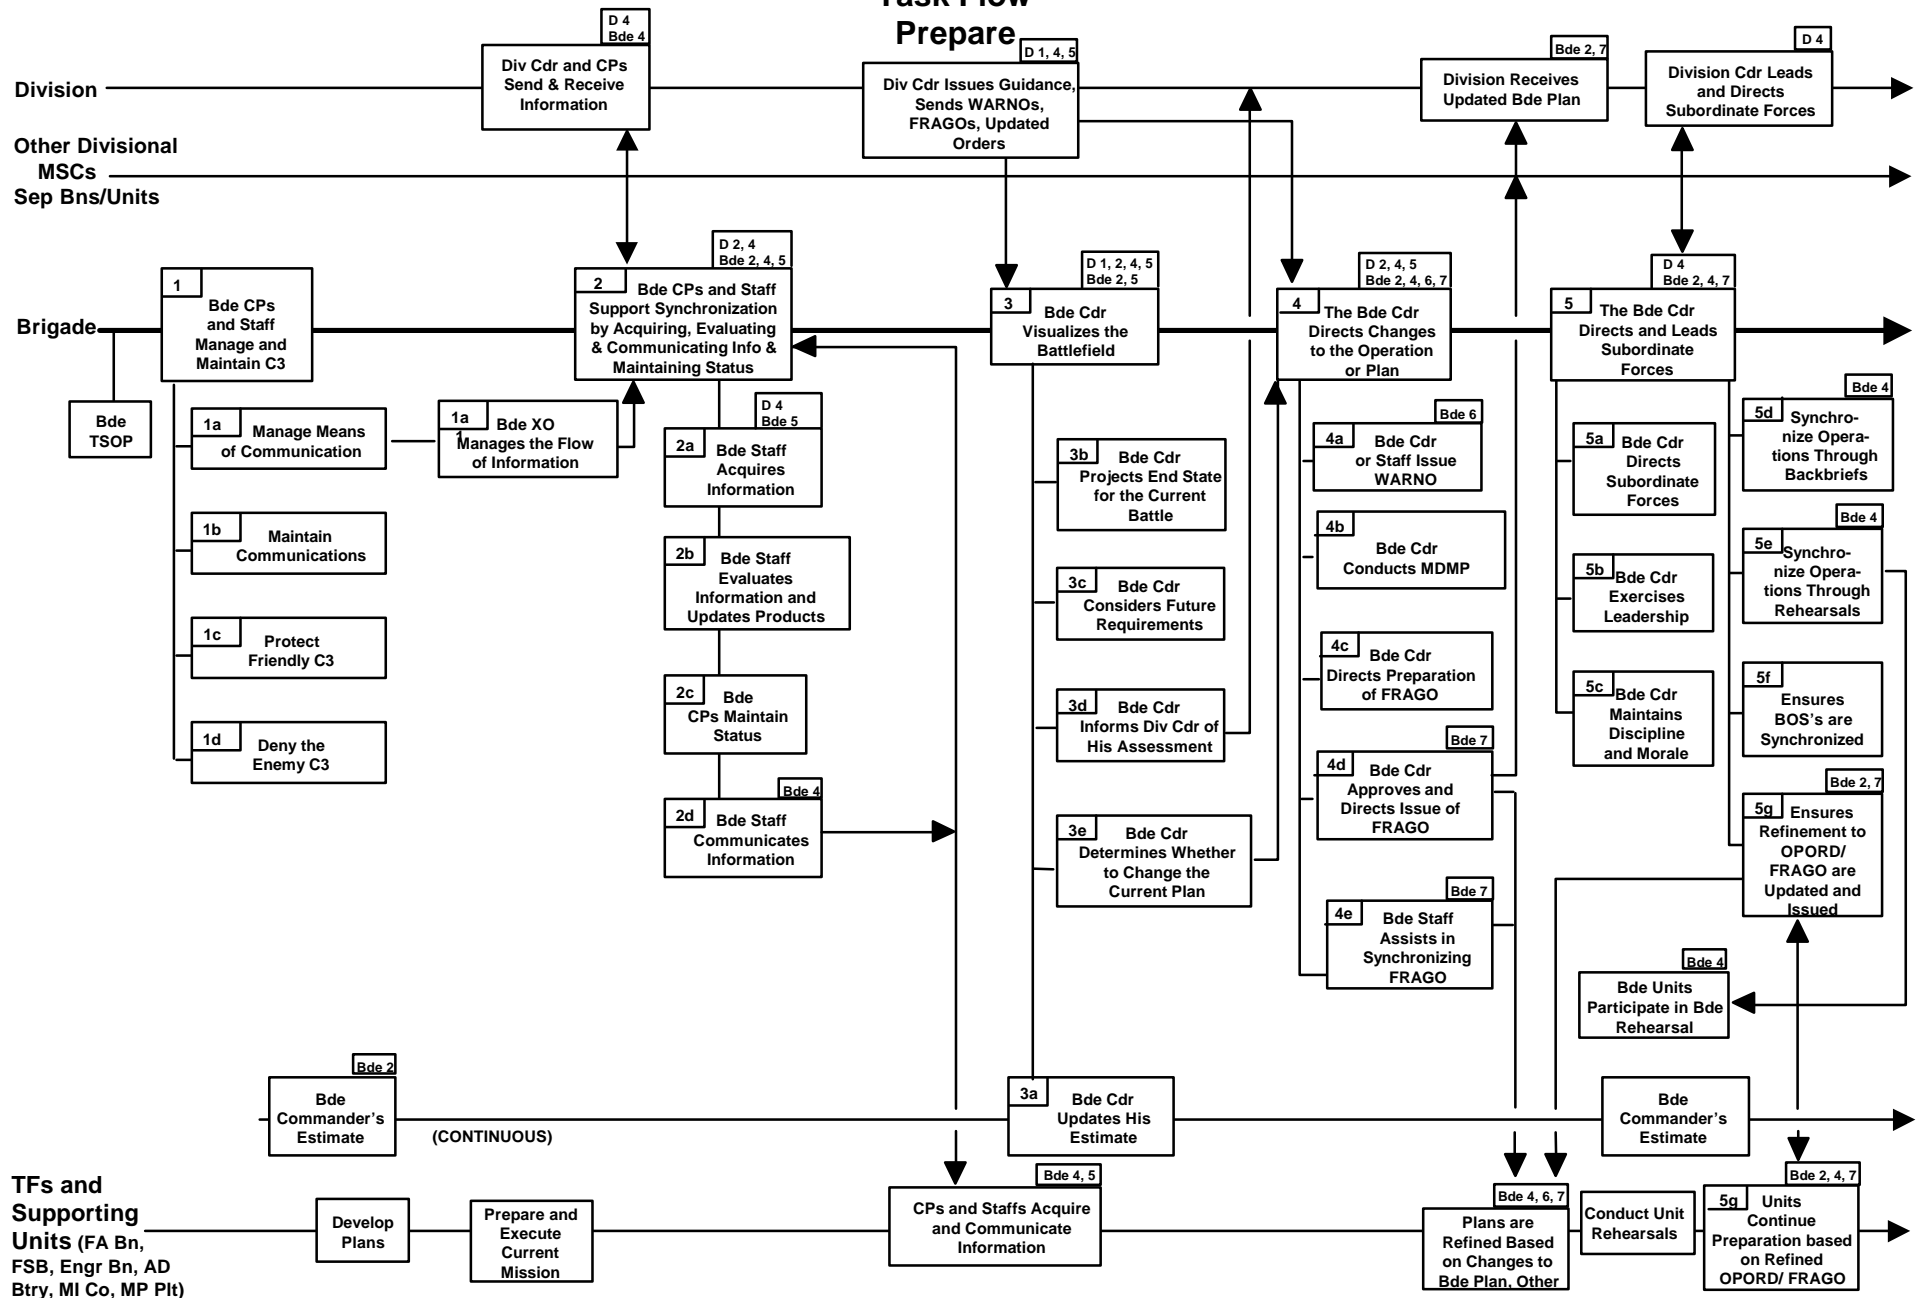 Task Flow
Prepare
D 4
Bde 4
Div Cdr and CPs
Send & Receive
Information
D 1, 4, 5
Div Cdr Issues Guidance,
Sends WARNOs,
FRAGOs, Updated
Orders
Bde 2, 7
Division Receives
Updated Bde Plan
D 4
Division Cdr Leads
and Directs
Subordinate Forces
Division
Other Divisional
MSCs
Sep Bns/Units
Brigade
Bde
TSOP
1
Bde CPs
and Staff
Manage and
Maintain C3
1a
Manage Means
of Communication
1a
1
Bde XO
Manages the Flow
of Information
1b
Maintain
Communications
1c
Protect
Friendly C3
1d
Deny the
Enemy C3
D 2, 4
Bde 2, 4, 5
2
Bde CPs and Staff
Support Synchronization
by Acquiring, Evaluating
& Communicating Info &
Maintaining Status
D 4
Bde 5
2a
Bde Staff
Acquires
Information
2b
Bde Staff
Evaluates
Information and
Updates Products
2c
Bde
CPs Maintain
Status
Bde 4
2d
Bde Staff
Communicates
Information
D 1, 2, 4, 5
Bde 2, 5
3
Bde Cdr
Visualizes the
Battlefield
3b
Bde Cdr
Projects End State
for the Current
Battle
3c
Bde Cdr
Considers Future
Requirements
3d
Bde Cdr
Informs Div Cdr of
His Assessment
3e
Bde Cdr
Determines Whether
to Change the
Current Plan
D 2, 4, 5
Bde 2, 4, 6, 7
4
The Bde Cdr
Directs Changes
to the Operation
or Plan
Bde 6
4a
Bde Cdr
or Staff Issue
WARNO
4b
Bde Cdr
Conducts MDMP
4c
Bde Cdr
Directs Preparation
of FRAGO
Bde 7
4d
Bde Cdr
Approves and
Directs Issue of
FRAGO
Bde 7
4e
Bde Staff
Assists in
Synchronizing
FRAGO
D 4
Bde 2, 4, 7
5
The Bde Cdr
Directs and Leads
Subordinate
Forces
5a
Bde Cdr
Directs
Subordinate
Forces
5b
Bde Cdr
Exercises
Leadership
5c
Bde Cdr
Maintains
Discipline
and Morale
Bde 4
5d
Synchro-
nize Opera-
tions Through
Backbriefs
Bde 4
5e
Synchro-
nize Opera-
tions Through
Rehearsals
5f
Ensures
BOS's are
Synchronized
Bde 2, 7
5g
Ensures
Refinement to
OPORD/
FRAGO are
Updated and
Issued
Bde 4
Bde Units
Participate in Bde
Rehearsal
Bde 2
Bde
Commander's
Estimate
(CONTINUOUS)
3a
Bde Cdr
Updates His
Estimate
Bde
Commander's
Estimate
TFs and
Supporting
Units (FA Bn,
FSB, Engr Bn, AD
Btry, MI Co, MP Plt)
Develop
Plans
Prepare and
Execute
Current
Mission
Bde 4, 5
CPs and Staffs Acquire
and Communicate
Information
Bde 4, 6, 7
Plans are
Refined Based
on Changes to
Bde Plan, Other
Conduct Unit
Rehearsals
Bde 2, 4, 7
5g
Units
Continue
Preparation based
on Refined
OPORD/ FRAGO